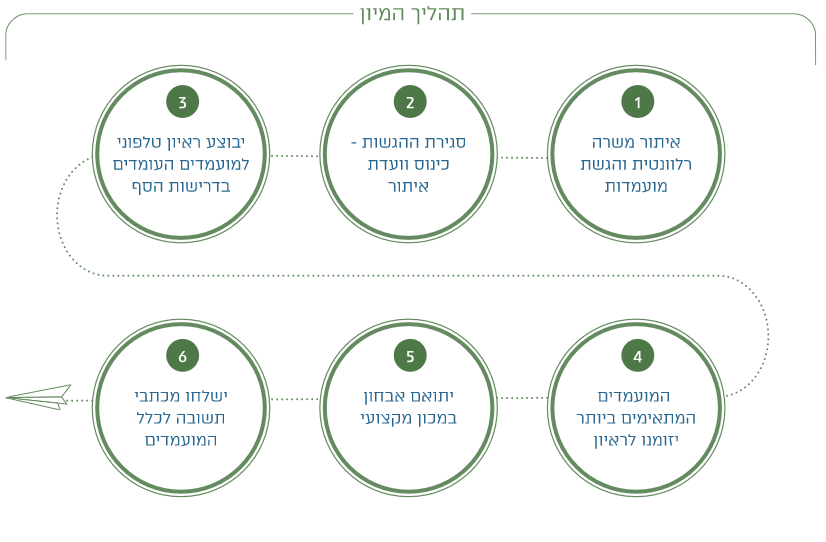 תהליך המיון
1
איתור משרה
רלוונטית והגשת
מועמדות
2
סגירת ההגשות -
כינוס וועדת
איתור
3
יבוצע ראיון טלפוני
למועמדים העומדים
בדרישות הסף
4
המועמדים
המתאימים ביותר
יזומנו לראיון
5
יתואם אבחון
במכון מקצועי
6
ישלחו מכתבי
תשובה לכלל
המועמדים